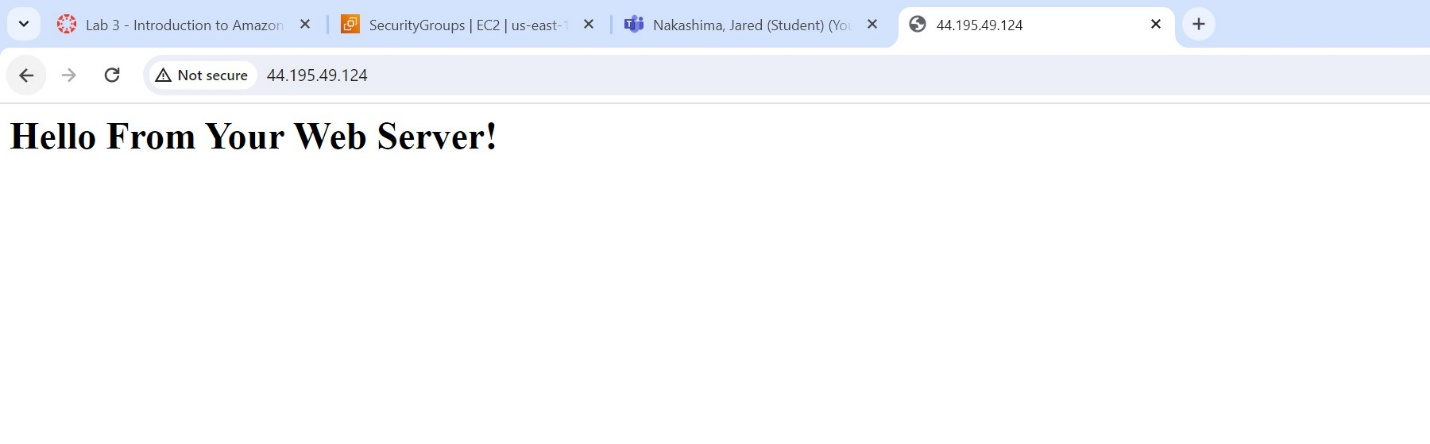 Lab 3 - Introduction to Amazon
SecurityGroups | EC2 | us-east-1
Nakashima, Jared (Student) (You
44.195.49.124
Not secure 44.195.49.124
Hello From Your Web Server!